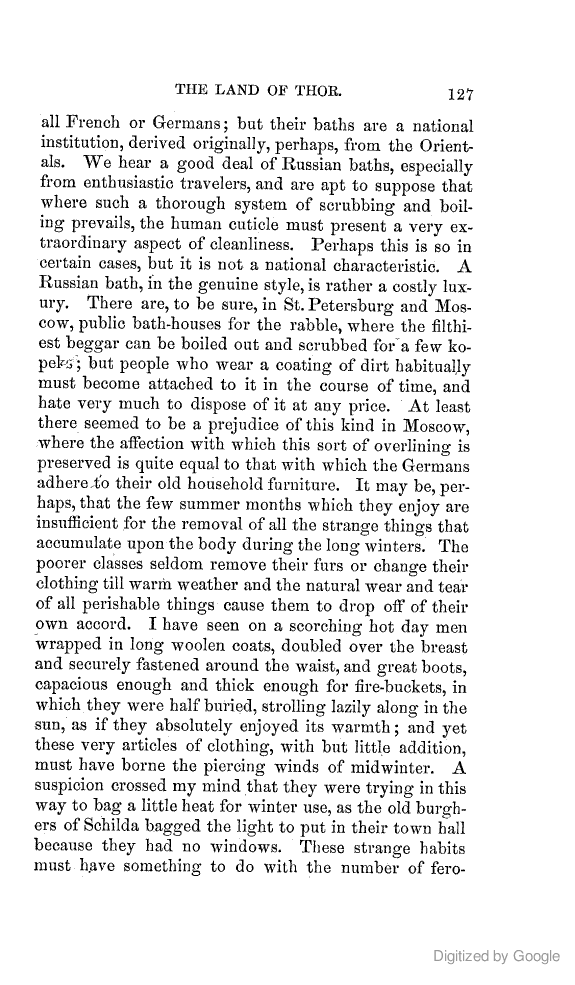 THE LAND OF THOR. 127
all French or Germans; but their baths are a national
institution, derived originally, perhaps, from the Orient-
als. We hear a good deal of Russian baths, especially
from enthusiastic travelers, and are apt to suppose that
where such a thorough system of scrubbing and boil-
ing prevails, the human cuticle must present a very ex-
traordinary aspect of cleanliness. Perhaps this is so in
certain cases, but it is not a national characteristic. A
Russian bath, in the genuine style, is rather a costly lux-
ury. There are, to be sure, in St. Petersburg and Mos-
cow, public bath-houses for the rabble, where the filthi-
est beggar can be boiled out and scrubbed for a few ko-
peks; but people who wear a coating of dirt habitually
must become attached to it in the course of time, and
hate very much to dispose of it at any price. At least
there seemed to be a prejudice of this kind in Moscow,
where the affection with which this sort of overlining is
preserved is quite equal to that with which the Germans
adhere to their old household furniture. It may be, per-
haps, that the few summer months which they enjoy are
insufficient for the removal of all the strange things that
accumulate upon the body during the long winters. The
poorer classes seldom remove their furs or change their
clothing till warm weather and the natural wear and tear
of all perishable things cause them to drop off of their
own accord. I have seen on a scorching hot day men
wrapped in long woolen coats, doubled over the breast
and securely fastened around the waist, and great boots,
capacious enough and thick enough for fire-buckets, in
which they were half buried, strolling lazily along in the
sun, as if they absolutely enjoyed its warmth; and yet
these very articles of clothing, with but little addition,
must have borne the piercing winds of midwinter. A
suspicion crossed my mind that they were trying in this
way to bag a little heat for winter use, as the old burgh-
ers of Schilda bagged the light to put in their town hall
because they had no windows. These strange habits
must have something to do with the number of fero-
Digitized by Google